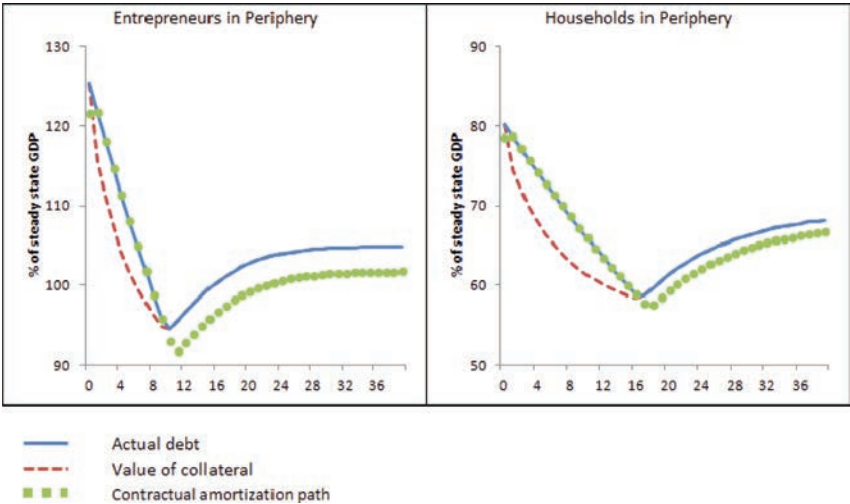 Entrepreneurs in Periphery
% of steady state GDP
130
120
110
100
90
0 4 8 12 16 20 24 28 32 36
Households in Periphery
% of steady state GDP
90
80
70
60
50
0 4 8 12 16 20 24 28 32 36
Actual debt
Value of collateral
Contractual amortization path